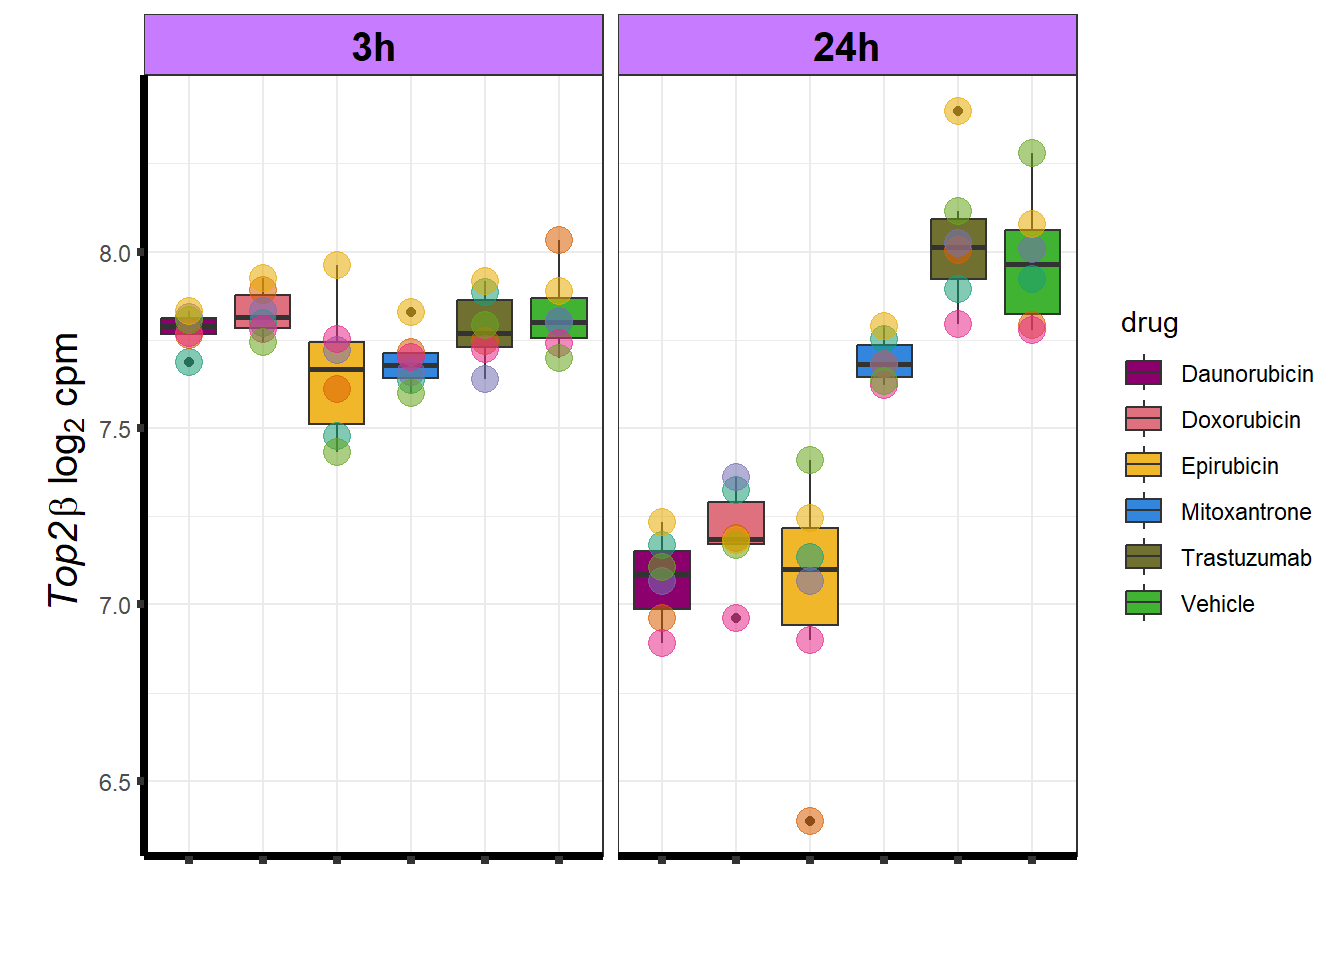 3h
24h
Top2β log₂ cpm
8.0
7.5
7.0
6.5
drug
Daunorubicin
Doxorubicin
Epirubicin
Mitoxantrone
Trastuzumab
Vehicle